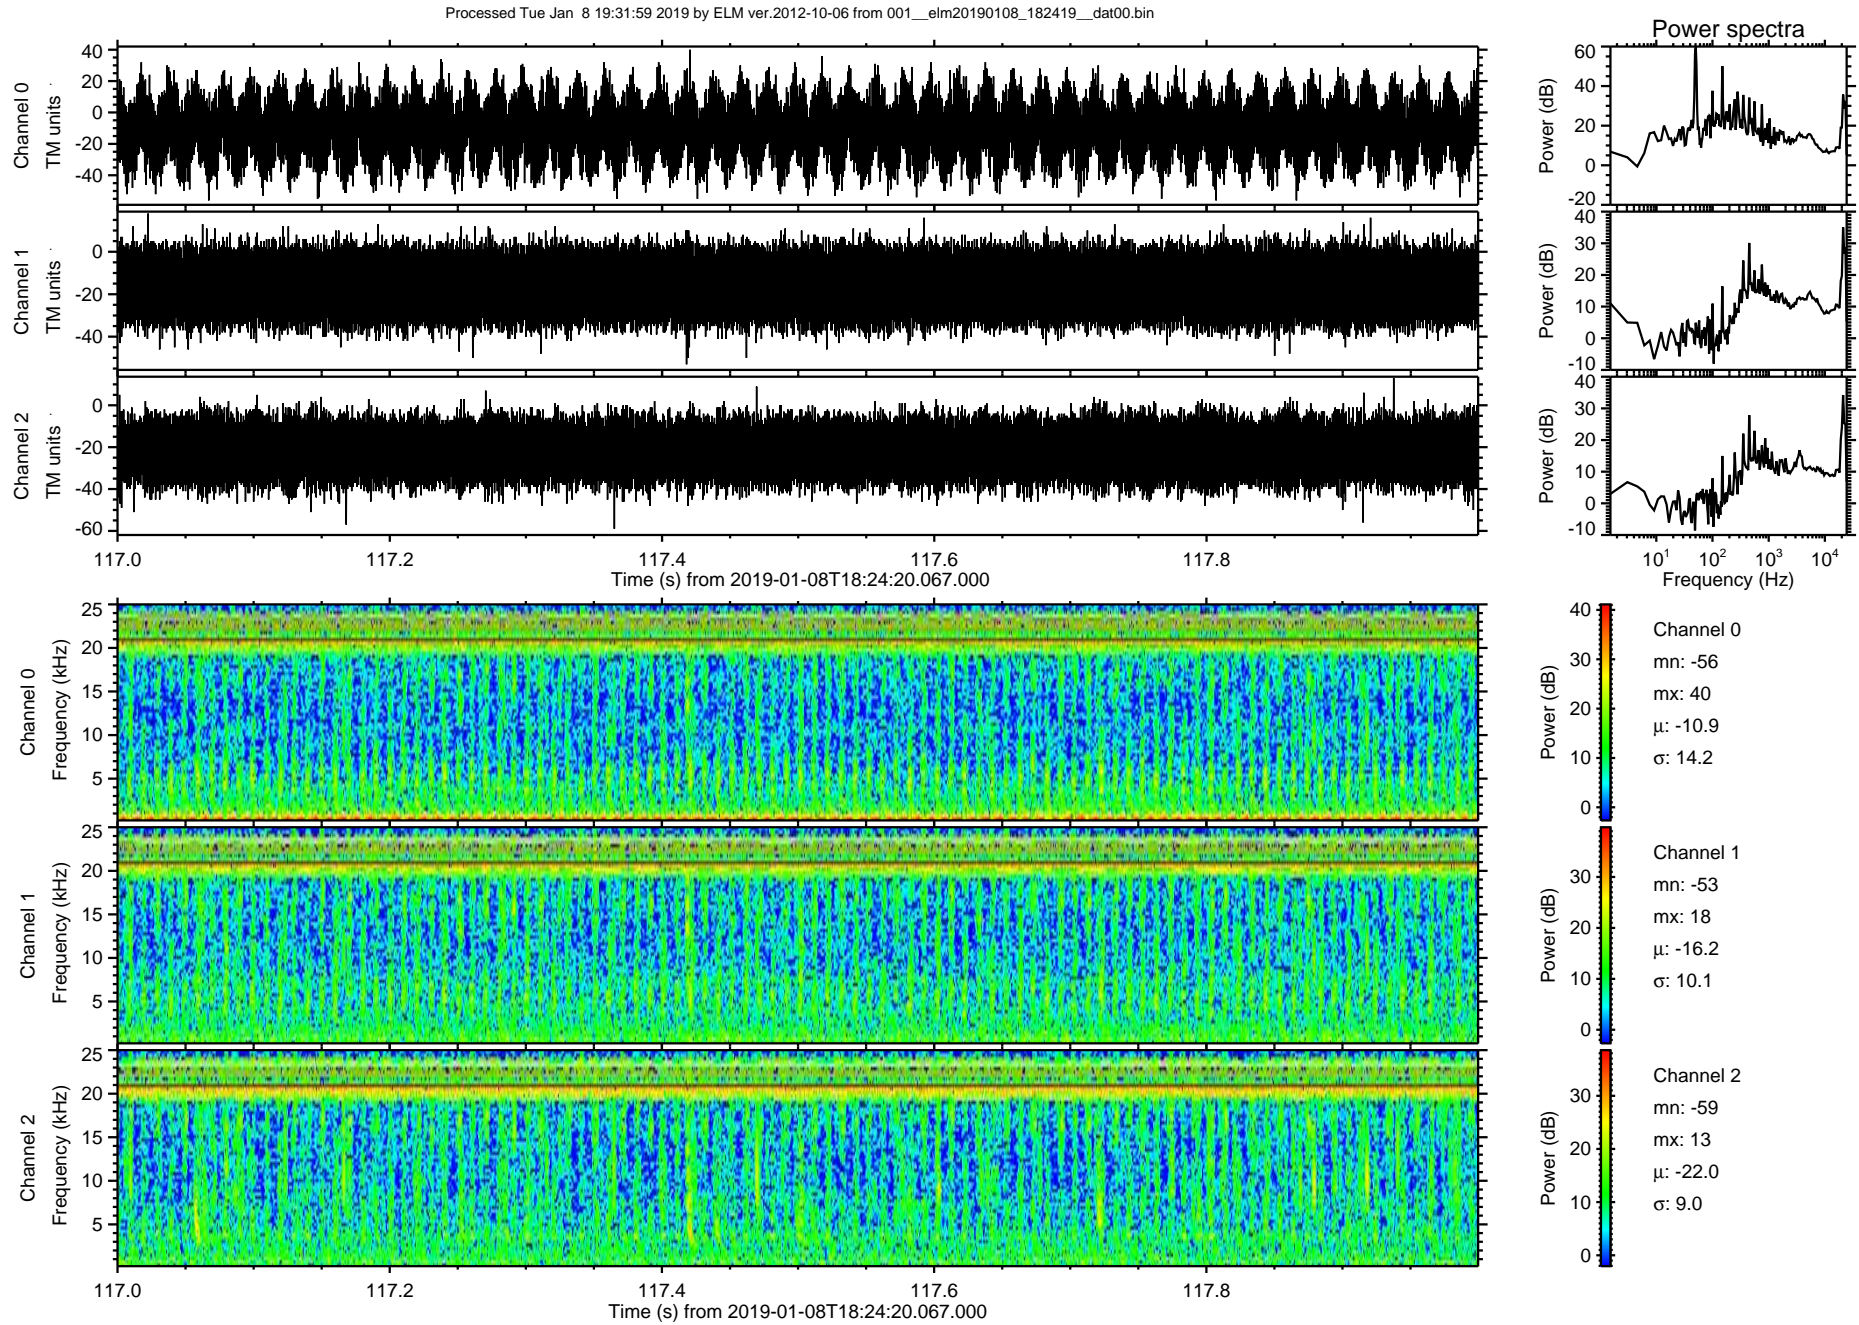 Processed Tue Jan  8 19:31:59 2019 by ELM ver.2012-10-06 from 001__elm20190108_182419__dat00.bin
Power spectra
Channel 0
TM units
40
20
0
-20
-40
Power (dB)
60
40
20
0
-20
Channel 1
TM units
0
-20
-40
Power (dB)
40
30
20
10
0
-10
Channel 2
TM units
0
-20
-40
-60
Power (dB)
40
30
20
10
0
-10
117.0 117.2 117.4 117.6 117.8
Time (s) from 2019-01-08T18:24:20.067.000
10^1 10^2 10^3 10^4
Frequency (Hz)
Channel 0
Frequency (kHz)
25
20
15
10
5
Power (dB)
40
30
20
10
0
Channel 0
mn: -56
mx: 40
μ: -10.9
σ: 14.2
Channel 1
Frequency (kHz)
25
20
15
10
5
Power (dB)
30
20
10
0
Channel 1
mn: -53
mx: 18
μ: -16.2
σ: 10.1
Channel 2
Frequency (kHz)
25
20
15
10
5
Power (dB)
30
20
10
0
Channel 2
mn: -59
mx: 13
μ: -22.0
σ: 9.0
117.0 117.2 117.4 117.6 117.8
Time (s) from 2019-01-08T18:24:20.067.000